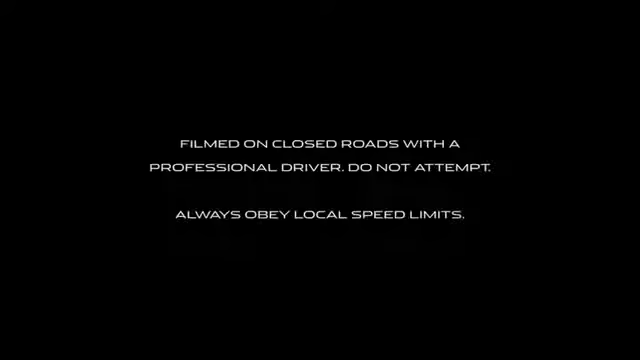 FILMED ON CLOSED ROADS WITH A
PROFESSIONAL DRIVER. DO NOT ATTEMPT.
ALWAYS OBEY LOCAL SPEED LIMITS.